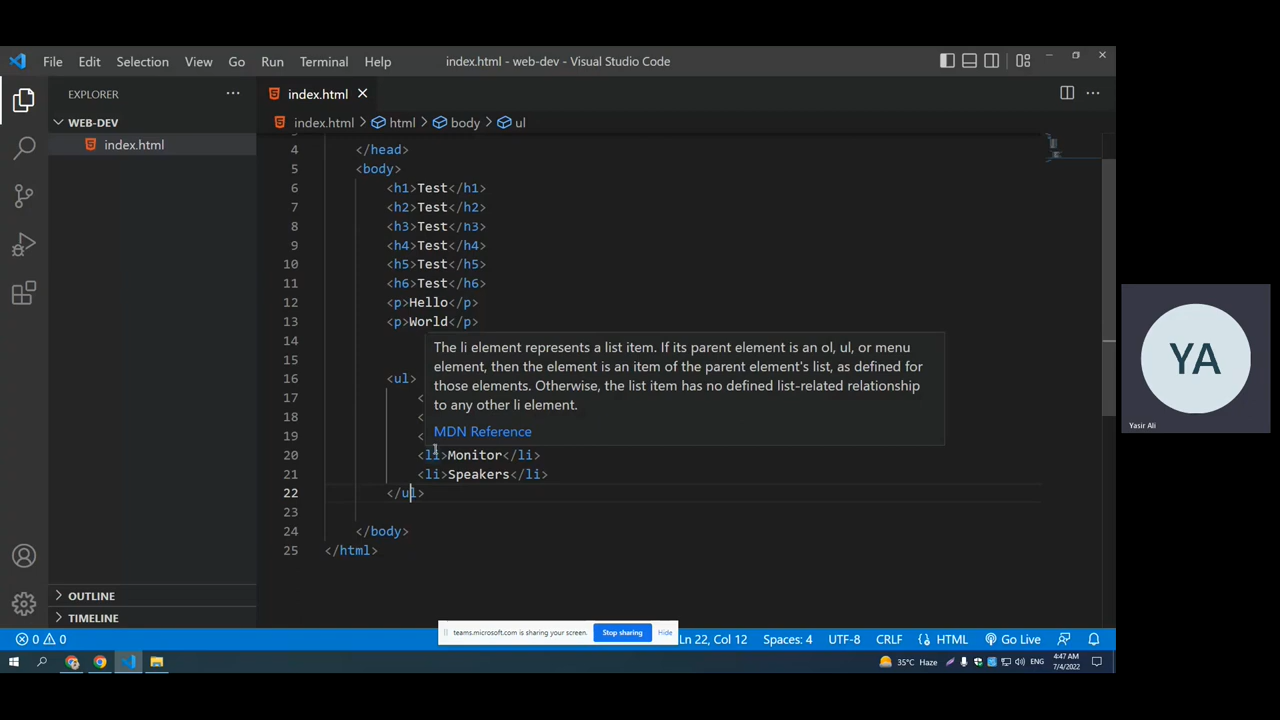 File Edit Selection View Go Run Terminal Help index.html - web-dev - Visual Studio Code
EXPLORER ··· index.html
WEB-DEV index.html > html > body > ul
index.html
4 </head>
5 <body>
6 <h1>Test</h1>
7 <h2>Test</h2>
8 <h3>Test</h3>
9 <h4>Test</h4>
10 <h5>Test</h5>
11 <h6>Test</h6>
12 <p>Hello</p>
13 <p>World</p>
14
15
16 <ul>
17 <
18 <
19 <
20 <li>Monitor</li>
21 <li>Speakers</li>
22 </ul>
23
24 </body>
25 </html>
The li element represents a list item. If its parent element is an ol, ul, or menu
element, then the element is an item of the parent element's list, as defined for
those elements. Otherwise, the list item has no defined list-related relationship
to any other li element.
MDN Reference
OUTLINE
TIMELINE
teams.microsoft.com is sharing your screen. Stop sharing Hide
0 0 Ln 22, Col 12 Spaces: 4 UTF-8 CRLF HTML Go Live
35°C Haze ENG 4:47 AM
7/4/2022
YA
Yasir Ali